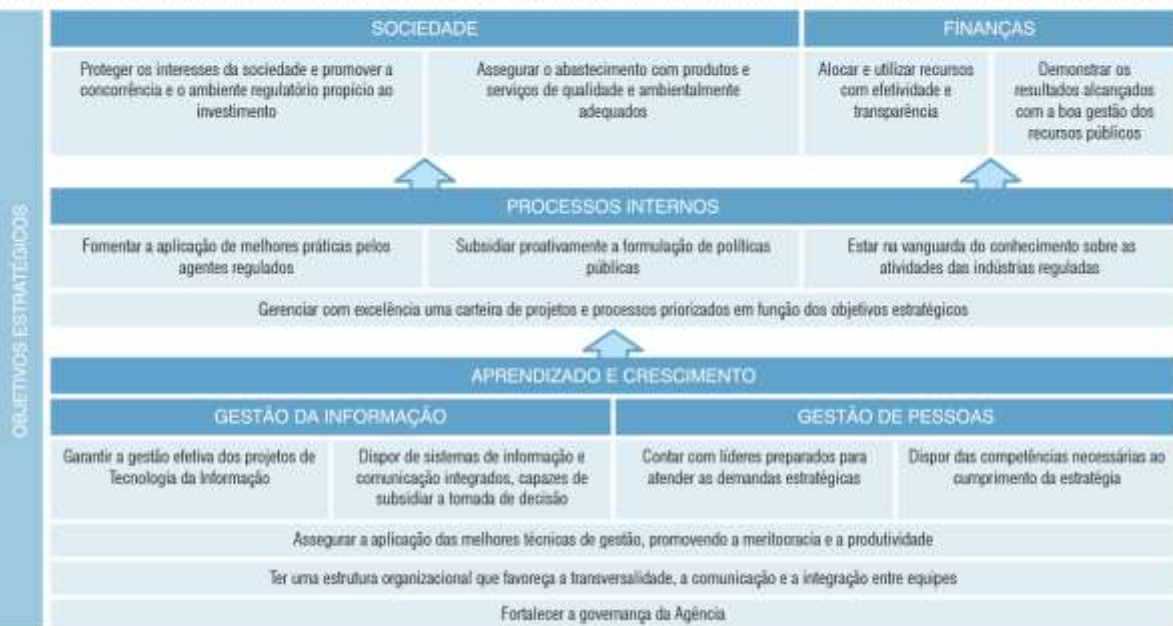 OBJETIVOS ESTRATÉGICOS
SOCIEDADE
Proteger os interesses da sociedade e promover a
concorrência e o ambiente regulatório propício ao
investimento
Assegurar o abastecimento com produtos e
serviços de qualidade e ambientalmente
adequados
FINANÇAS
Alocar e utilizar recursos
com efetividade e
transparência
Demonstrar os
resultados alcançados
com a boa gestão dos
recursos públicos
PROCESSOS INTERNOS
Fomentar a aplicação de melhores práticas pelos
agentes regulados
Subsidiar proativamente a formulação de políticas
públicas
Estar na vanguarda do conhecimento sobre as
atividades das indústrias reguladas
Gerenciar com excelência uma carteira de projetos e processos priorizados em função dos objetivos estratégicos
APRENDIZADO E CRESCIMENTO
GESTÃO DA INFORMAÇÃO
Garantir a gestão efetiva dos projetos de
Tecnologia da Informação
Dispor de sistemas de informação e
comunicação integrados, capazes de
subsidiar a tomada de decisão
GESTÃO DE PESSOAS
Contar com líderes preparados para
atender as demandas estratégicas
Dispor das competências necessárias ao
cumprimento da estratégia
Assegurar a aplicação das melhores técnicas de gestão, promovendo a meritocracia e a produtividade
Ter uma estrutura organizacional que favoreça a transversalidade, a comunicação e a integração entre equipes
Fortalecer a governança da Agência